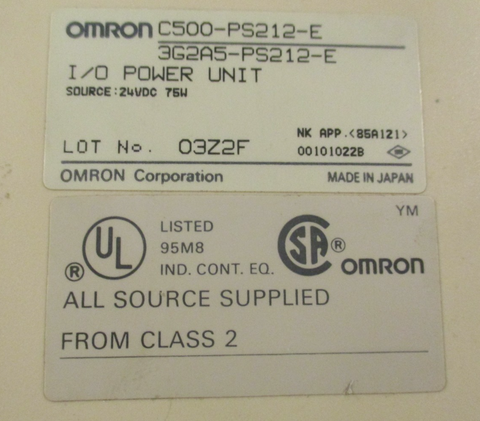 OMRON C500-PS212-E
3G2A5-PS212-E
I/O POWER UNIT
SOURCE:24VDC 75W
NK APP.<85A121>
LOT No. 03Z2F 00101022B
OMRON Corporation MADE IN JAPAN
YM
UL ® LISTED
95M8
IND. CONT. EQ.
SA ® OMRON
ALL SOURCE SUPPLIED
FROM CLASS 2